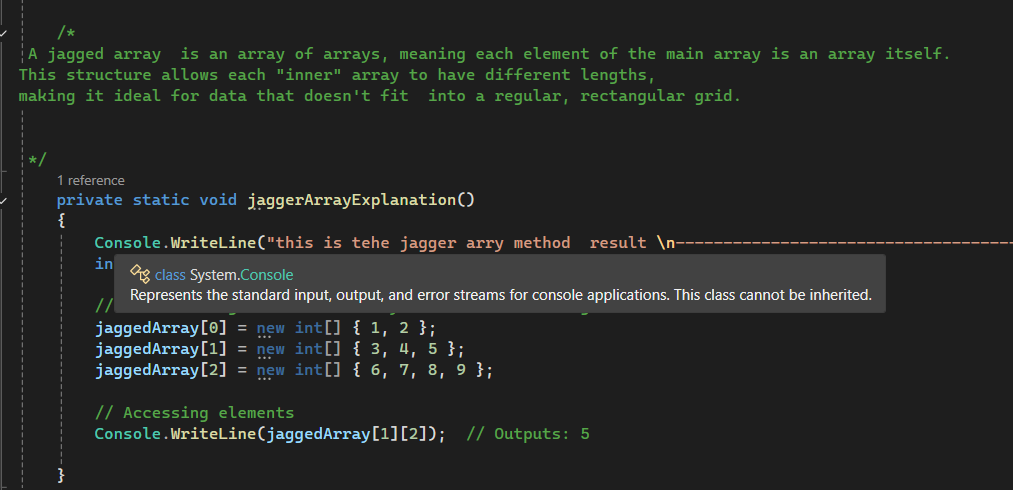 /*
A jagged array  is an array of arrays, meaning each element of the main array is an array itself.
This structure allows each "inner" array to have different lengths,
making it ideal for data that doesn't fit  into a regular, rectangular grid.
*/
1 reference
private static void jaggerArrayExplanation()
{
Console.WriteLine("this is tehe jagger arry method  result \n------------------------------------
in
class System.Console
Represents the standard input, output, and error streams for console applications. This class cannot be inherited.
//
jaggedArray[0] = new int[] { 1, 2 };
jaggedArray[1] = new int[] { 3, 4, 5 };
jaggedArray[2] = new int[] { 6, 7, 8, 9 };
// Accessing elements
Console.WriteLine(jaggedArray[1][2]);  // Outputs: 5
}